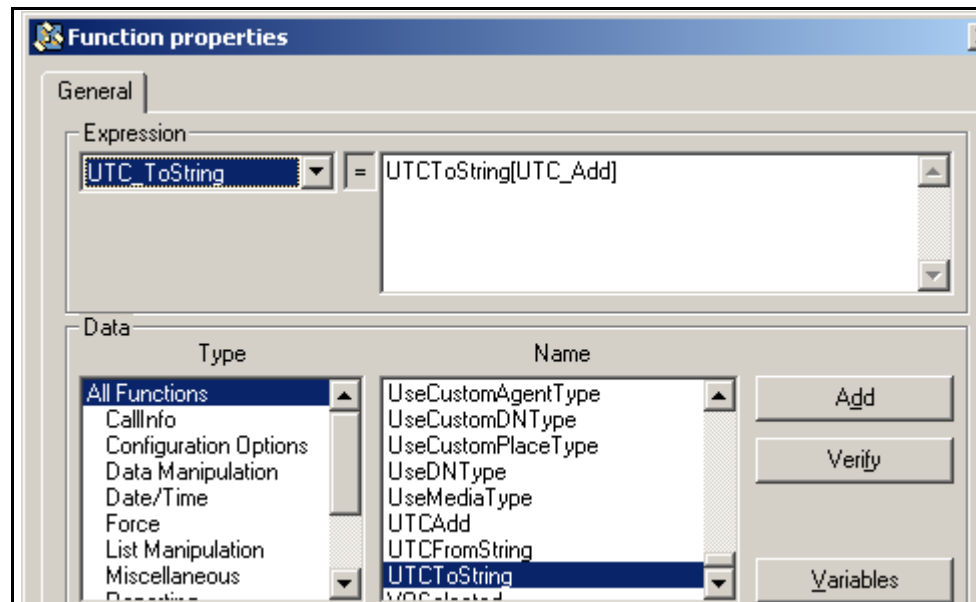 Function properties
General
Expression
UTC_ToString = UTCToString[UTC_Add]
Data
Type Name
All Functions UseCustomAgentType Add
CallInfo UseCustomDNType
Configuration Options UseCustomPlaceType Verify
Data Manipulation UseDNType
Date/Time UseMediaType
Force UTCAdd
List Manipulation UTCFromString
Miscellaneous UTCToString Variables